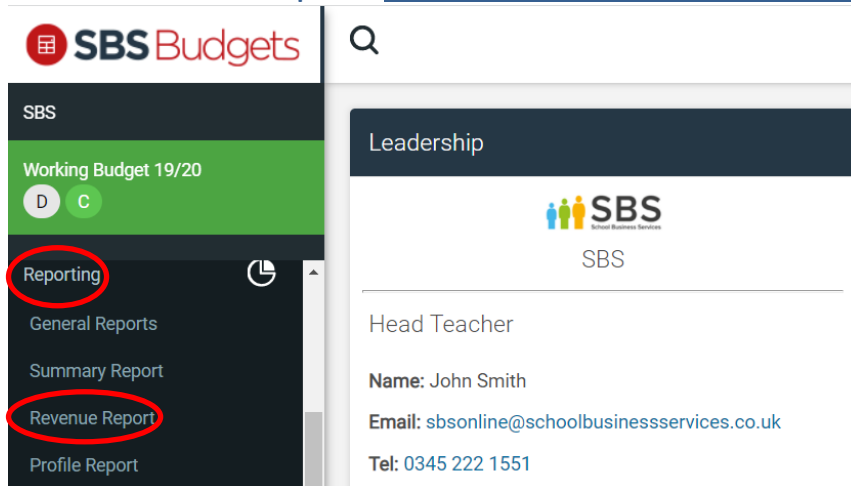 SBS Budgets
SBS
Working Budget 19/20
D C
Reporting
General Reports
Summary Report
Revenue Report
Profile Report
Leadership
SBS
School Business Services
SBS
Head Teacher
Name: John Smith
Email: sbsonline@schoolbusinessservices.co.uk
Tel: 0345 222 1551